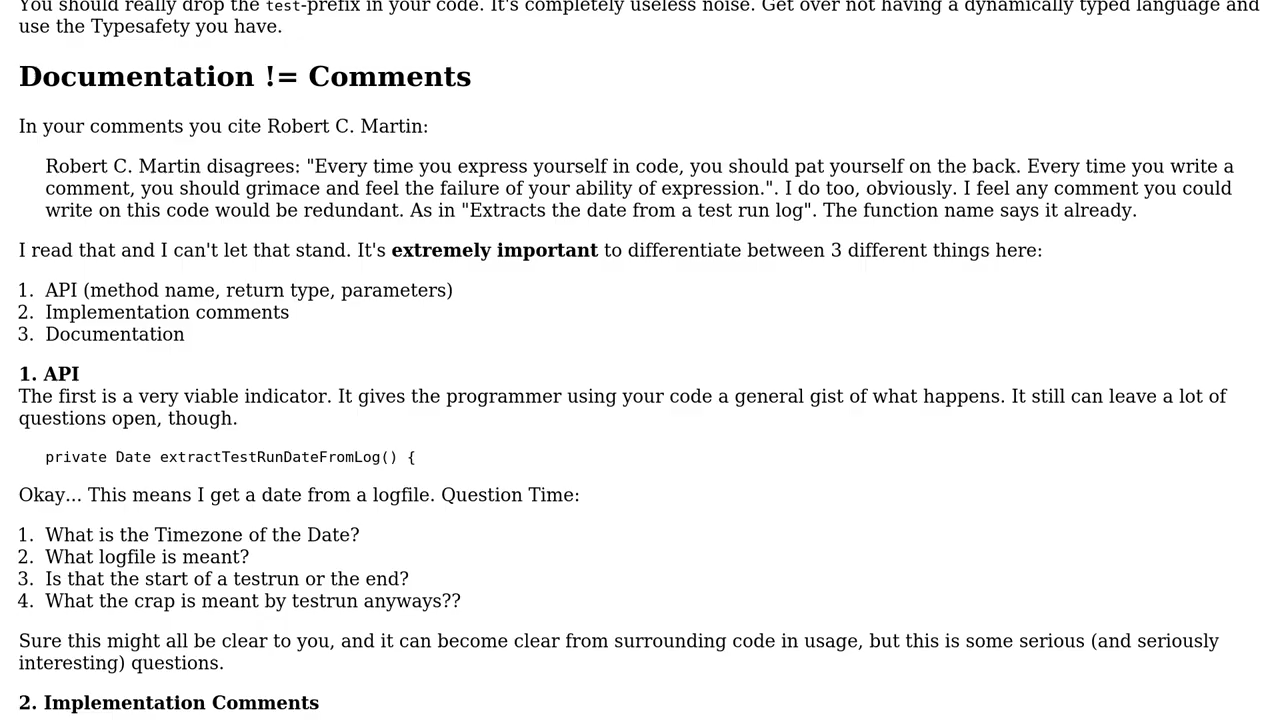 You should really drop the test-prefix in your code. It's completely useless noise. Get over not having a dynamically typed language and
use the Typesafety you have.
Documentation != Comments
In your comments you cite Robert C. Martin:
Robert C. Martin disagrees: "Every time you express yourself in code, you should pat yourself on the back. Every time you write a
comment, you should grimace and feel the failure of your ability of expression.". I do too, obviously. I feel any comment you could
write on this code would be redundant. As in "Extracts the date from a test run log". The function name says it already.
I read that and I can't let that stand. It's extremely important to differentiate between 3 different things here:
1. API (method name, return type, parameters)
2. Implementation comments
3. Documentation
1. API
The first is a very viable indicator. It gives the programmer using your code a general gist of what happens. It still can leave a lot of
questions open, though.
private Date extractTestRunDateFromLog() {
Okay... This means I get a date from a logfile. Question Time:
1. What is the Timezone of the Date?
2. What logfile is meant?
3. Is that the start of a testrun or the end?
4. What the crap is meant by testrun anyways??
Sure this might all be clear to you, and it can become clear from surrounding code in usage, but this is some serious (and seriously
interesting) questions.
2. Implementation Comments